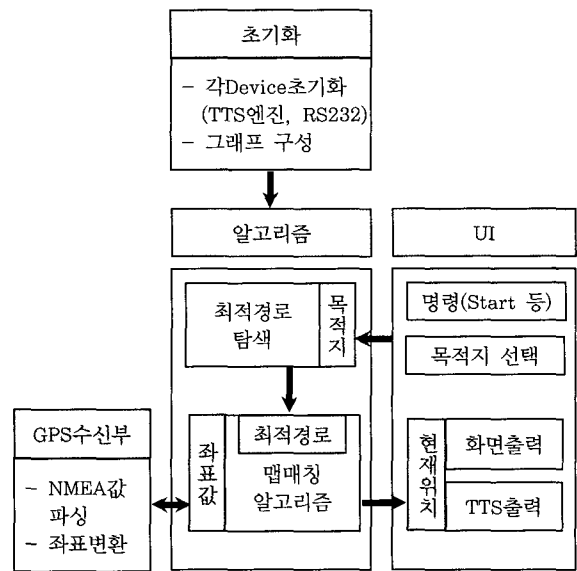 초기화
- 각Device초기화
(TTS엔진, RS232)
- 그래프 구성
알고리즘
UI
최적경로
탐색
목적지
명령(Start 등)
목적지 선택
GPS수신부
- NMEA값
파싱
- 좌표변환
좌표값
최적경로
맵매칭
알고리즘
현재위치
화면출력
TTS출력